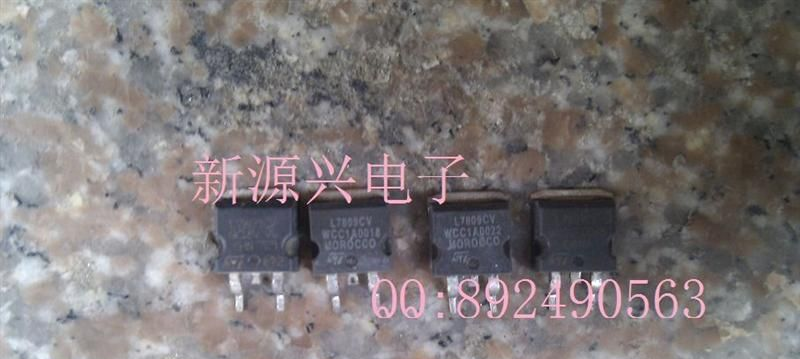 新源兴电子
L7809CV
WCC1A0018
MOROCCO
L7809CV
WCC1A0022
MOROCCO
QQ:892490563